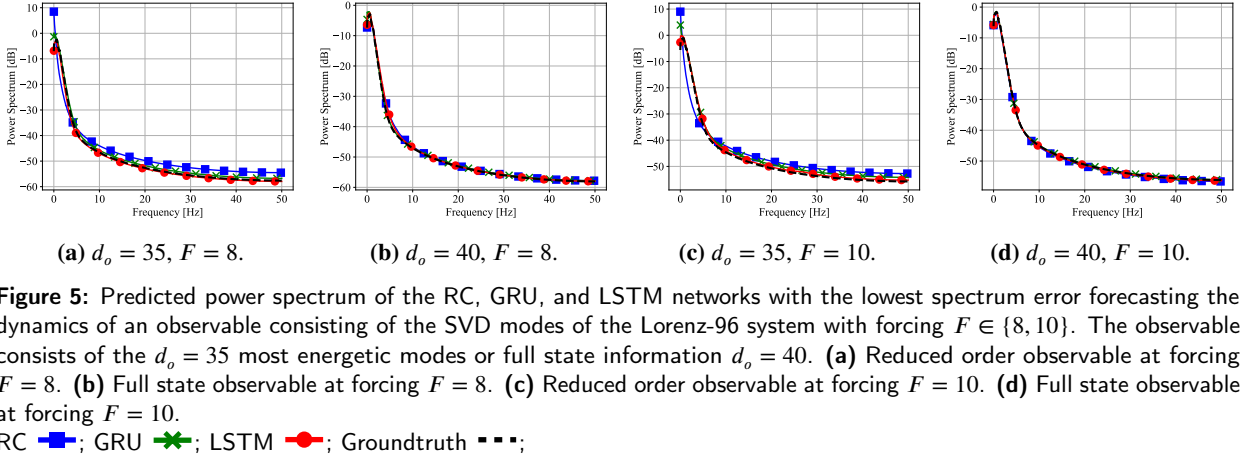 10
0
−10
−20
−30
−40
−50
−60
Power Spectrum [dB]
0 10 20 30 40 50
Frequency [Hz]
0
−10
−20
−30
−40
−50
−60
Power Spectrum [dB]
0 10 20 30 40 50
Frequency [Hz]
10
0
−10
−20
−30
−40
−50
Power Spectrum [dB]
0 10 20 30 40 50
Frequency [Hz]
0
−10
−20
−30
−40
−50
Power Spectrum [dB]
0 10 20 30 40 50
Frequency [Hz]
(a) dₒ = 35, F = 8.
(b) dₒ = 40, F = 8.
(c) dₒ = 35, F = 10.
(d) dₒ = 40, F = 10.
Figure 5: Predicted power spectrum of the RC, GRU, and LSTM networks with the lowest spectrum error forecasting the
dynamics of an observable consisting of the SVD modes of the Lorenz-96 system with forcing F ∈ {8, 10}. The observable
consists of the dₒ = 35 most energetic modes or full state information dₒ = 40. (a) Reduced order observable at forcing
F = 8. (b) Full state observable at forcing F = 8. (c) Reduced order observable at forcing F = 10. (d) Full state observable
at forcing F = 10.
RC ; GRU ; LSTM ; Groundtruth ;